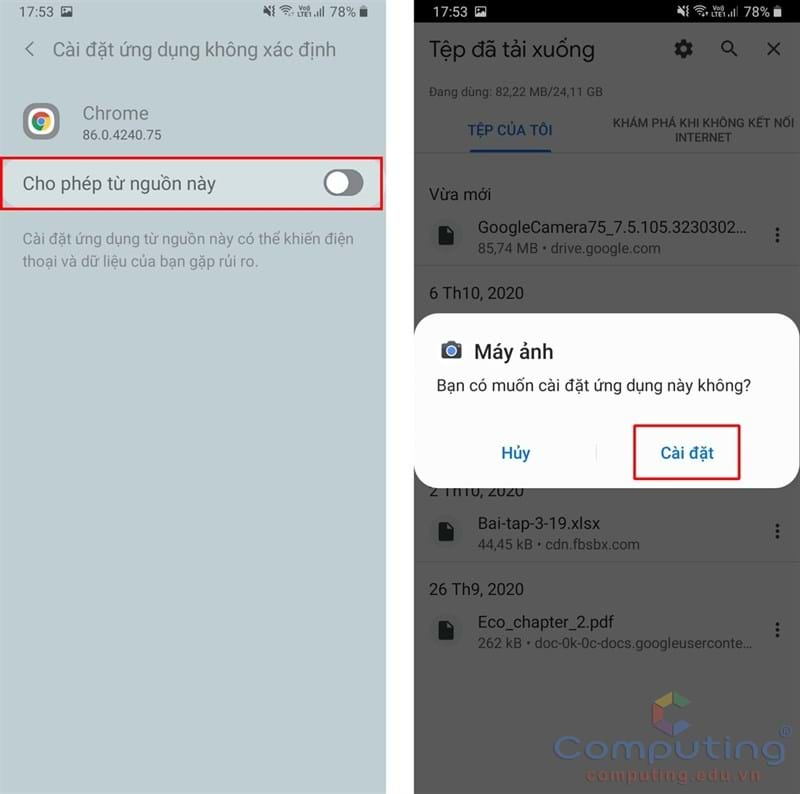 17:53
Vo)) LTE1 78%
Cài đặt ứng dụng không xác định
Chrome
86.0.4240.75
Cho phép từ nguồn này
Cài đặt ứng dụng từ nguồn này có thể khiến điện
thoại và dữ liệu của bạn gặp rủi ro.
17:53
Vo)) LTE1 78%
Tệp đã tải xuống
Đang dùng: 82,22 MB/24,11 GB
TỆP CỦA TÔI
KHÁM PHÁ KHI KHÔNG KẾT NỐI
INTERNET
Vừa mới
GoogleCamera75_7.5.105.3230302...
85,74 MB • drive.google.com
6 Th10, 2020
Máy ảnh
Bạn có muốn cài đặt ứng dụng này không?
Hủy
Cài đặt
2 Th10, 2020
Bai-tap-3-19.xlsx
44,45 kB • cdn.fbsbx.com
26 Th9, 2020
Eco_chapter_2.pdf
262 kB • doc-0k-0c-docs.googleuserconte...
Computing®
computing.edu.vn